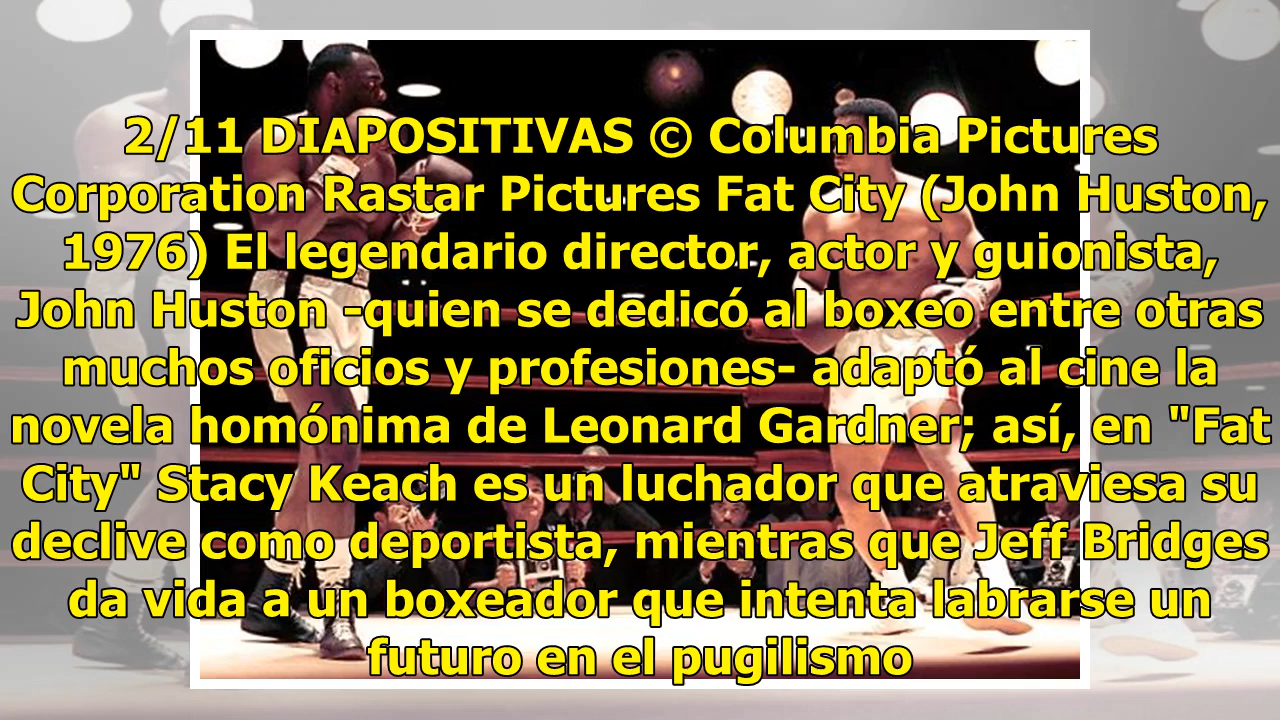 2/11 DIAPOSITIVAS © Columbia Pictures
Corporation Rastar Pictures Fat City (John Huston,
1976) El legendario director, actor y guionista,
John Huston -quien se dedicó al boxeo entre otras
muchos oficios y profesiones- adaptó al cine la
novela homónima de Leonard Gardner; así, en "Fat
City" Stacy Keach es un luchador que atraviesa su
declive como deportista, mientras que Jeff Bridges
da vida a un boxeador que intenta labrarse un
futuro en el pugilismo